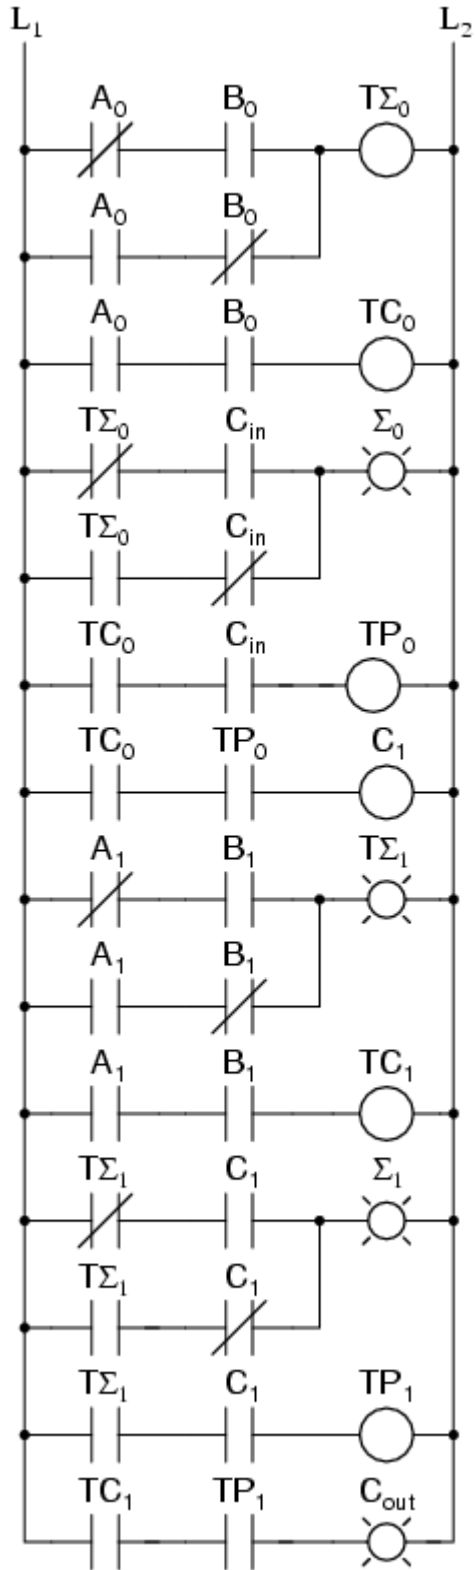 L₁ L₂
A₀ B₀ TΣ₀
A₀ B₀
A₀ B₀ TC₀
TΣ₀ Cin Σ₀
TΣ₀ Cin
TC₀ Cin TP₀
TC₀ TP₀ C₁
A₁ B₁ TΣ₁
A₁ B₁
A₁ B₁ TC₁
TΣ₁ C₁ Σ₁
TΣ₁ C₁
TΣ₁ C₁ TP₁
TC₁ TP₁ Cout